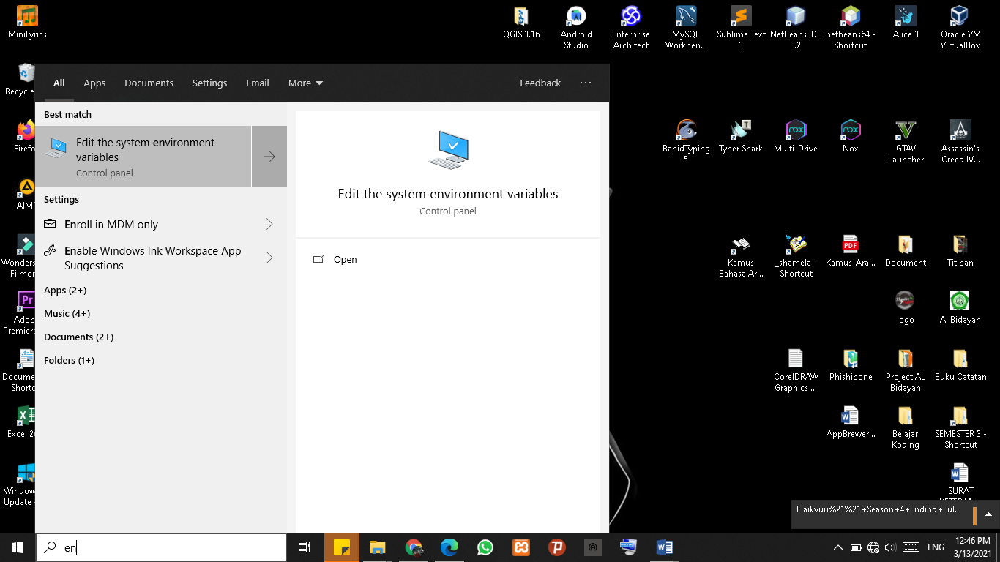 MiniLyrics
QGIS 3.16
Android
Studio
Enterprise
Architect
MySQL
Workben...
Sublime Text
3
NetBeans IDE
8.2
netbeans64 -
Shortcut
Alice 3
Oracle VM
VirtualBox
Recycle
Firefo
AIMP
Wonders
Filmor
Adob
Premiere
Docume
Shortc
Excel 20
Window
Update
All
Apps
Documents
Settings
Email
More
Feedback
Best match
Edit the system environment
variables
Control panel
Settings
Enroll in MDM only
Enable Windows Ink Workspace App
Suggestions
Apps (2+)
Music (4+)
Documents (2+)
Folders (1+)
Edit the system environment variables
Control panel
Open
RapidTyping
5
Typer Shark
Multi-Drive
Nox
GTAV
Launcher
Assassin's
Creed IV...
Kamus
Bahasa Ar...
_shamela -
Shortcut
Kamus-Ara...
Document
Titipan
logo
Al Bidayah
CorelDRAW
Graphics ...
Phishipone
Project AL
Bidayah
Buku Catatan
AppBrewer...
Belajar
Koding
SEMESTER 3 -
Shortcut
SURAT
Haikyuu%21%21+Season+4+Ending+Ful...
en
ENG
12:46 PM
3/13/2021